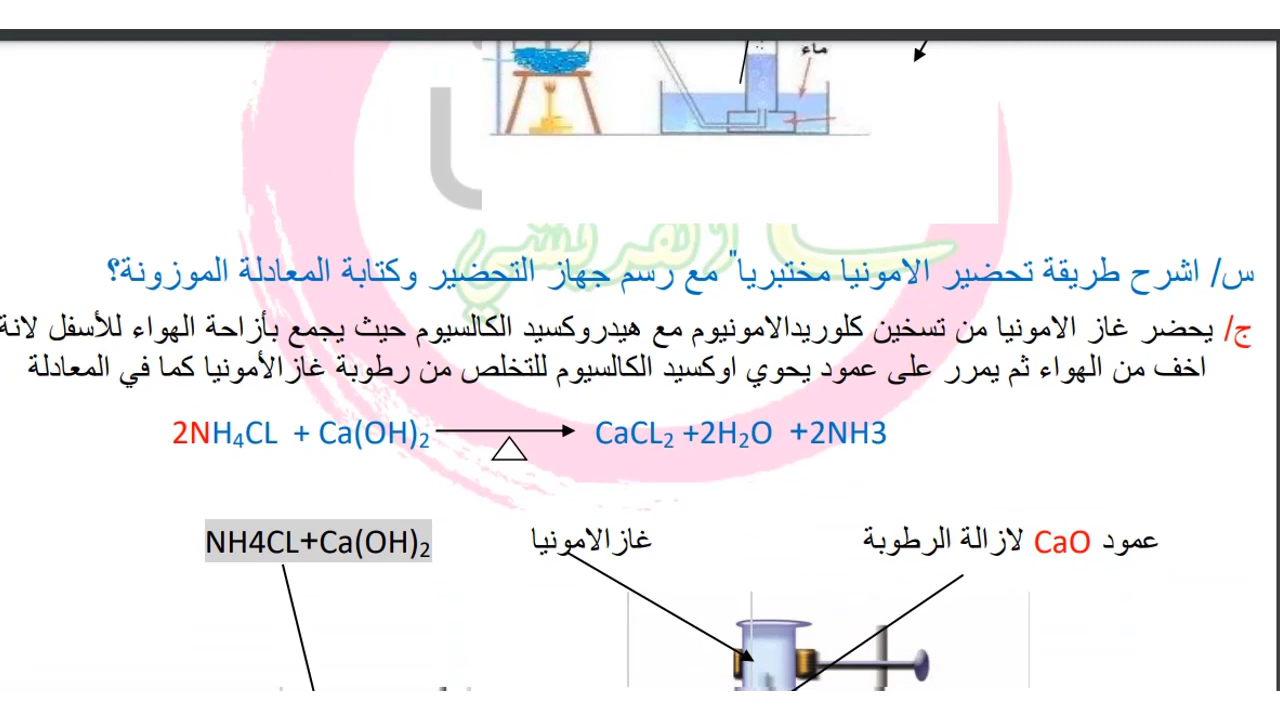 ماء
س/ اشرح طريقة تحضير الامونيا مختبريا" مع رسم جهاز التحضير وكتابة المعادلة الموزونة؟
ج/ يحضر غاز الامونيا من تسخين كلوريدالامونيوم مع هيدروكسيد الكالسيوم حيث يجمع بأزاحة الهواء للأسفل لانة
اخف من الهواء ثم يمرر على عمود يحوي اوكسيد الكالسيوم للتخلص من رطوبة غازالأمونيا كما في المعادلة
2NH₄CL + Ca(OH)₂ → △ CaCL₂ +2H₂O +2NH3
عمود CaO لازالة الرطوبة
غازالامونيا
NH4CL+Ca(OH)₂